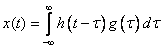 x(t) = ∫_{-∞}^{∞} h(t − τ) g(τ) dτ